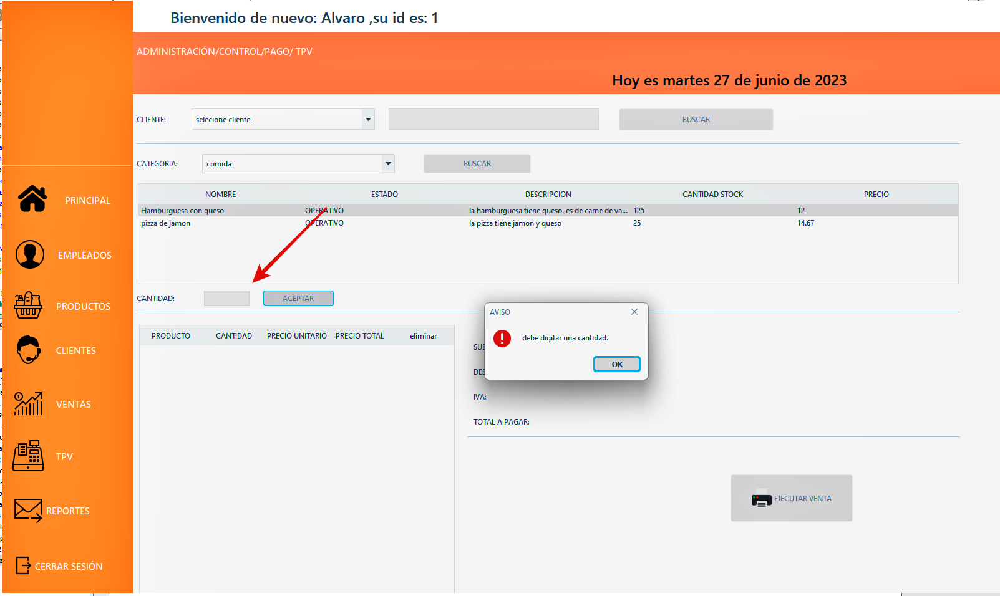 Bienvenido de nuevo: Alvaro ,su id es: 1
ADMINISTRACIÓN/CONTROL/PAGO/ TPV
Hoy es martes 27 de junio de 2023
CLIENTE:
selecione cliente
BUSCAR
CATEGORIA:
comida
BUSCAR
NOMBRE ESTADO DESCRIPCION CANTIDAD STOCK PRECIO
Hamburguesa con queso OPERATIVO la hamburguesa tiene queso. es de carne de va... 125 12
pizza de jamon OPERATIVO la pizza tiene jamon y queso 25 14.67
CANTIDAD:
ACEPTAR
PRODUCTO CANTIDAD PRECIO UNITARIO PRECIO TOTAL eliminar
AVISO
debe digitar una cantidad.
OK
IVA:
TOTAL A PAGAR:
EJECUTAR VENTA
PRINCIPAL
EMPLEADOS
PRODUCTOS
CLIENTES
VENTAS
TPV
REPORTES
CERRAR SESIÓN